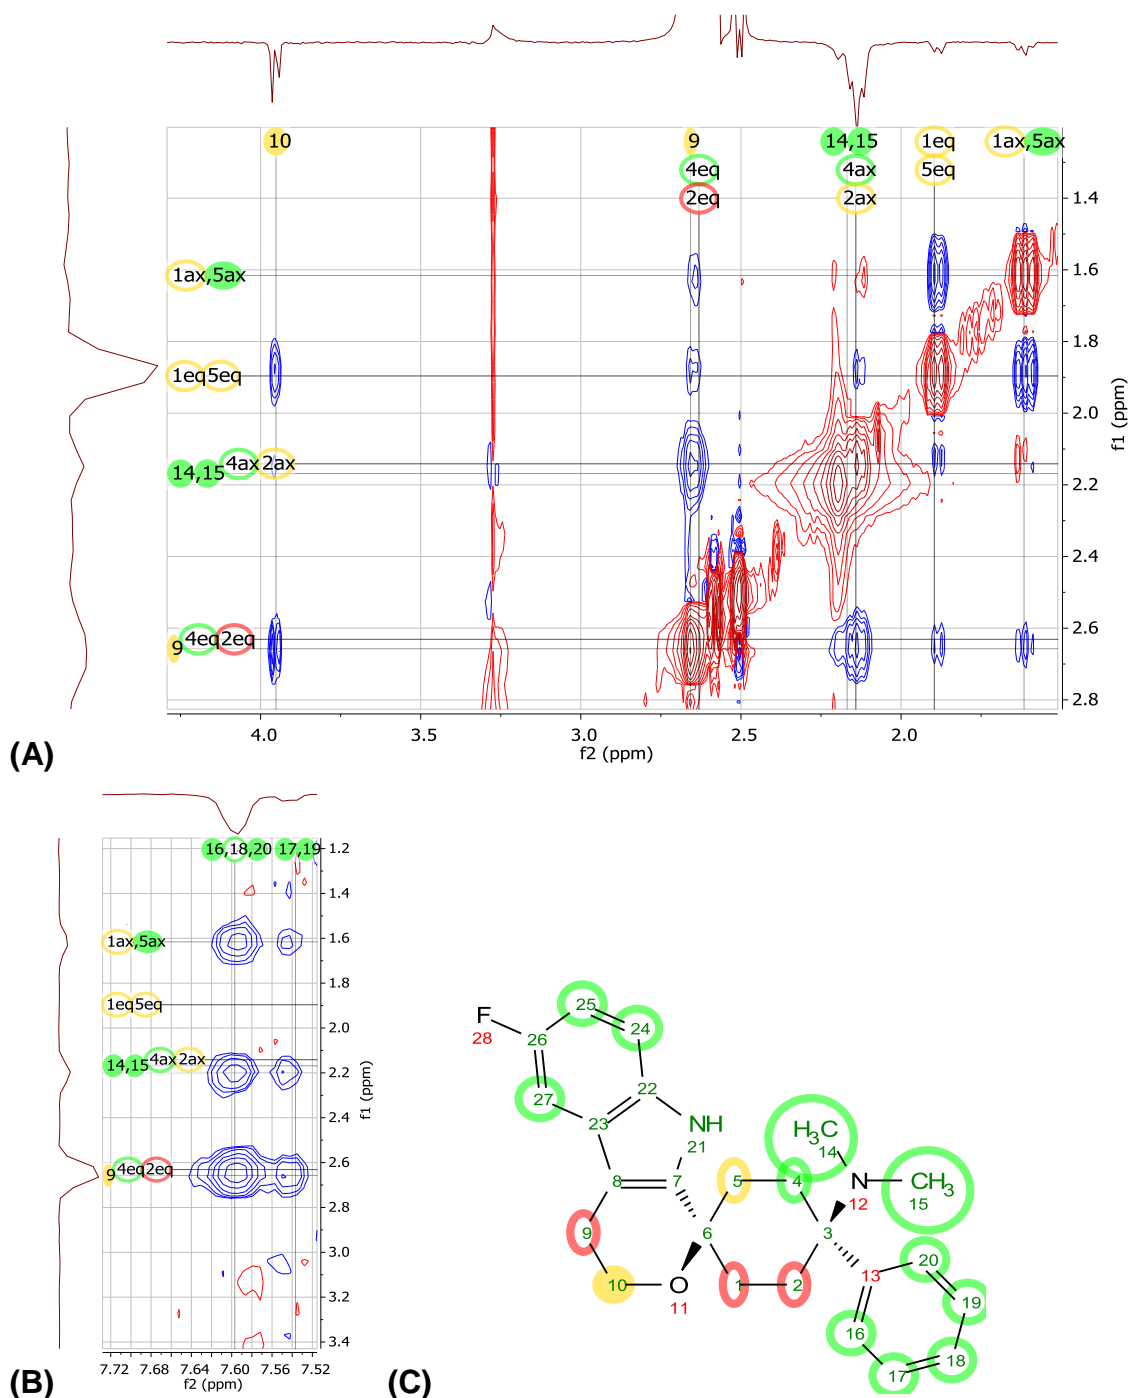 10
9
14,15
1eq
1ax,5ax
4eq
4ax
5eq
2eq
2ax
1.4
1ax,5ax
1.6
1.8
1eq5eq
2.0
f1 (ppm)
4ax 2ax
14,15
2.2
2.4
4eq 2eq
9
2.6
2.8
4.0
3.5
3.0
2.5
2.0
f2 (ppm)
(A)
16,18,20
17,19
1.2
1.4
1ax,5ax
1.6
1.8
1eq5eq
2.0
4ax 2ax
14,15
2.2
f1 (ppm)
2.4
9 4eq2eq
2.6
2.8
3.0
3.2
3.4
7.72
7.68
7.64
7.60
7.56
7.52
f2 (ppm)
(B)
F
28
25
26
24
27
22
23
NH
21
H3C
14
8
7
5
4
N
12
CH3
15
9
6
3
10
O
11
1
2
13
20
19
16
17
18
(C)